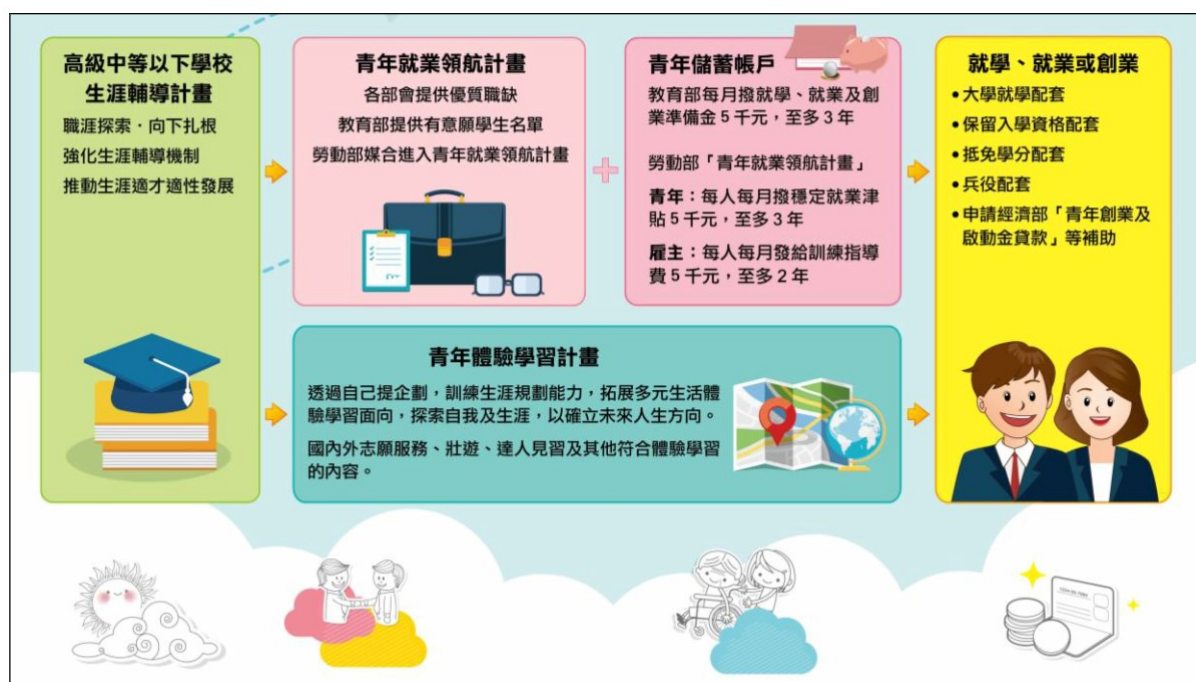 高級中等以下學校
生涯輔導計畫
職涯探索．向下扎根
強化生涯輔導機制
推動生涯適才適性發展
青年就業領航計畫
各部會提供優質職缺
教育部提供有意願學生名單
勞動部媒合進入青年就業領航計畫
青年儲蓄帳戶
教育部每月撥就學、就業及創
業準備金 5 千元，至多 3 年
勞動部「青年就業領航計畫」
青年：每人每月撥穩定就業津
貼 5 千元，至多 3 年
雇主：每人每月發給訓練指導
費 5 千元，至多 2 年
青年體驗學習計畫
透過自己提企劃，訓練生涯規劃能力，拓展多元生活體
驗學習面向，探索自我及生涯，以確立未來人生方向。
國內外志願服務、壯遊、達人見習及其他符合體驗學習
的內容。
就學、就業或創業
•大學就學配套
•保留入學資格配套
•抵免學分配套
•兵役配套
•申請經濟部「青年創業及
啟動金貸款」等補助